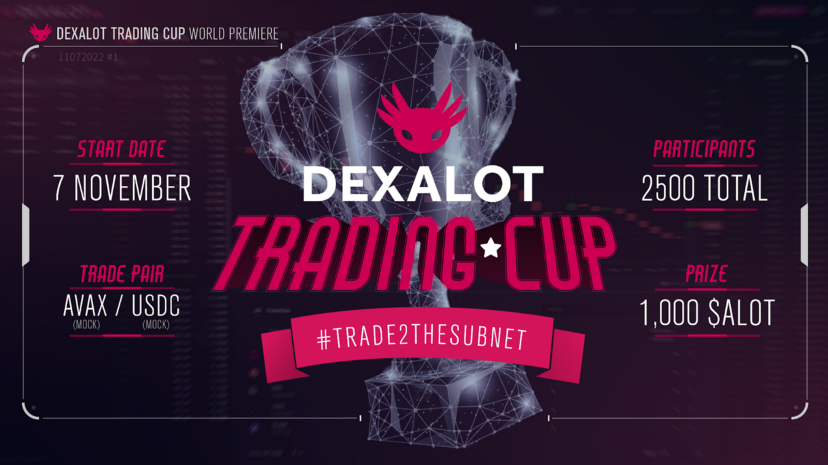 DEXALOT TRADING CUP WORLD PREMIERE
11072022 #1
START DATE
7 NOVEMBER
TRADE PAIR
AVAX / USDC
(MOCK) (MOCK)
DEXALOT
TRADING★CUP
#TRADE2THESUBNET
PARTICIPANTS
2500 TOTAL
PRIZE
1,000 $ALOT